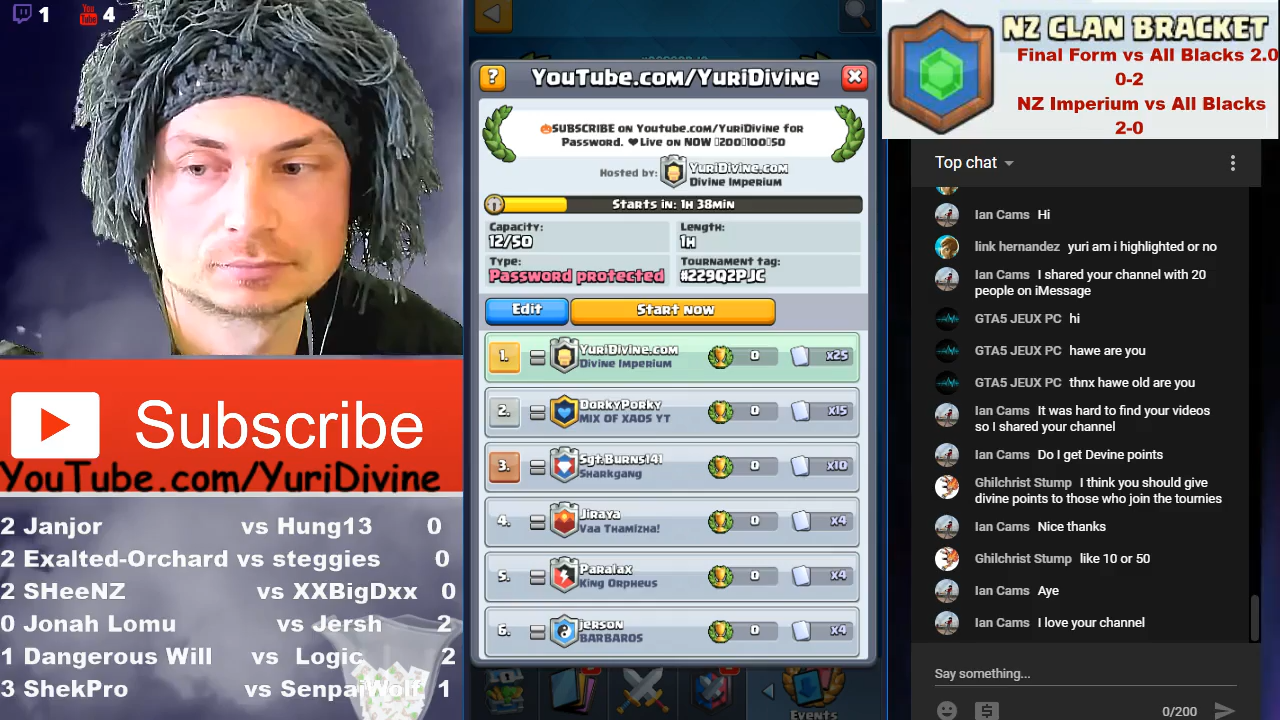 1
4
Subscribe
YouTube.com/YuriDivine
2 Janjor vs Hung13 0
2 Exalted-Orchard vs steggies 0
2 SHeeNZ vs XXBigDxx 0
0 Jonah Lomu vs Jersh 2
1 Dangerous Will vs Logic 2
3 ShekPro vs SenpaiWolf 1
?
YouTube.com/YuriDivine
SUBSCRIBE on Youtube.com/YuriDivine for
Password. ❤Live on NOW ▯200▯100▯50
Hosted by: YuriDivine.com
Divine Imperium
Starts in: 1H 38min
Capacity:
12/50
Length:
1H
Type:
Password protected
Tournament tag:
#229Q2PJC
Edit
Start now
1. YuriDivine.com 0 x25
Divine Imperium
2. DorkyPorky 0 x15
MIX OF XAOS YT
3. Sgt.Burns141 0 x10
Sharkgang
4. Jiraya 0 x4
Vaa Thamizha!
5. Paralax 0 x4
King Orpheus
6. jerson 0 x4
BARBAROS
Events
NZ CLAN BRACKET
Final Form vs All Blacks 2.0
0-2
NZ Imperium vs All Blacks
2-0
Top chat
Ian Cams Hi
link hernandez yuri am i highlighted or no
Ian Cams I shared your channel with 20
people on iMessage
GTA5 JEUX PC hi
GTA5 JEUX PC hawe are you
GTA5 JEUX PC thnx hawe old are you
Ian Cams It was hard to find your videos
so I shared your channel
Ian Cams Do I get Devine points
Ghilchrist Stump I think you should give
divine points to those who join the tournies
Ian Cams Nice thanks
Ghilchrist Stump like 10 or 50
Ian Cams Aye
Ian Cams I love your channel
Say something...
0/200